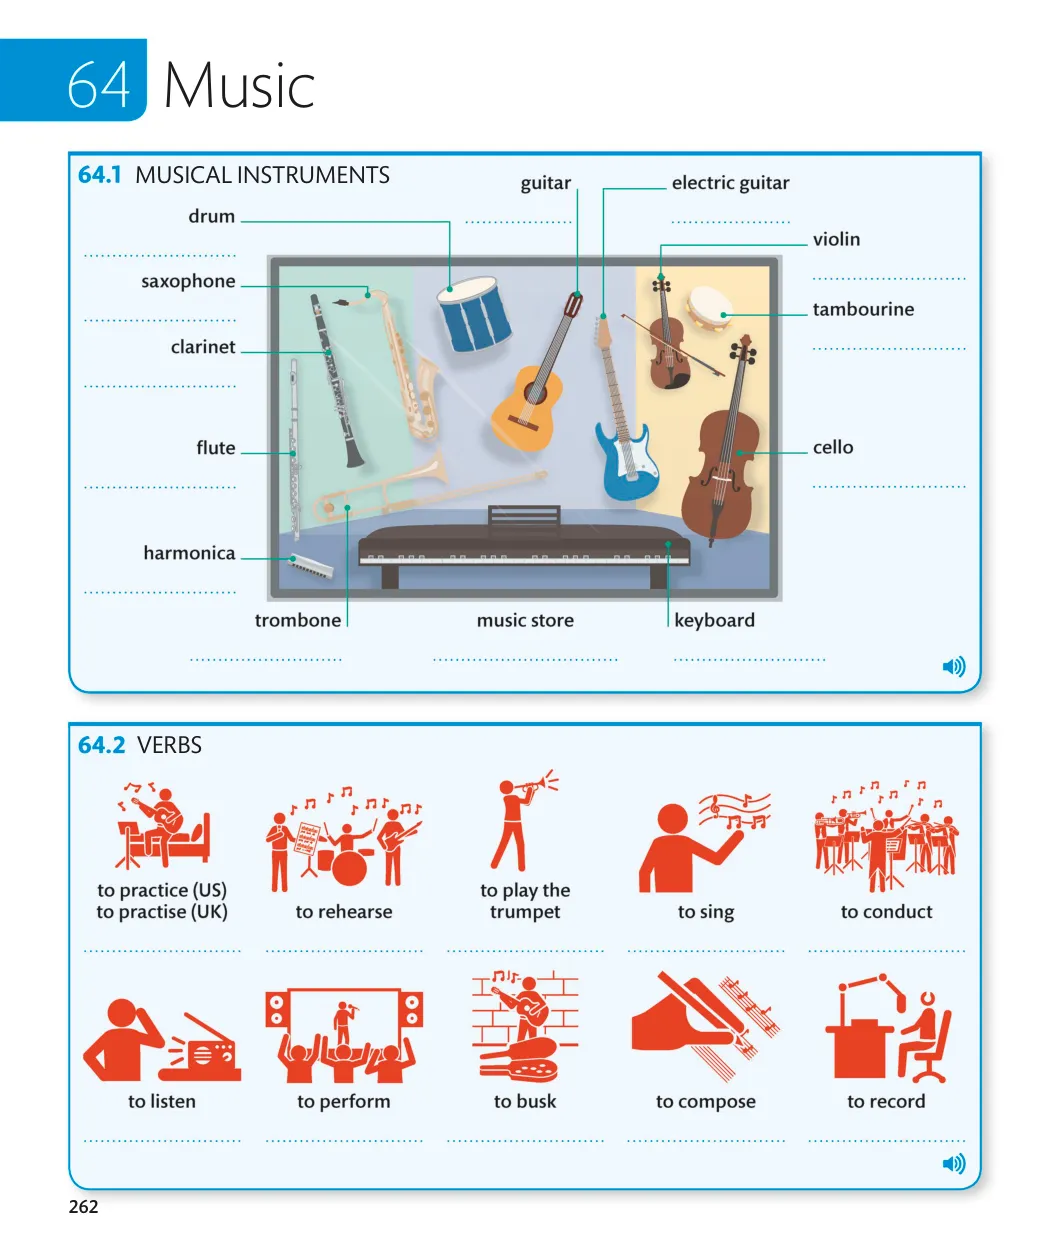 64 Music
64.1 MUSICAL INSTRUMENTS
guitar
electric guitar
drum
violin
saxophone
tambourine
clarinet
flute
cello
harmonica
trombone
music store
keyboard
64.2 VERBS
to practice (US)
to practise (UK)
to rehearse
to play the
trumpet
to sing
to conduct
to listen
to perform
to busk
to compose
to record
262